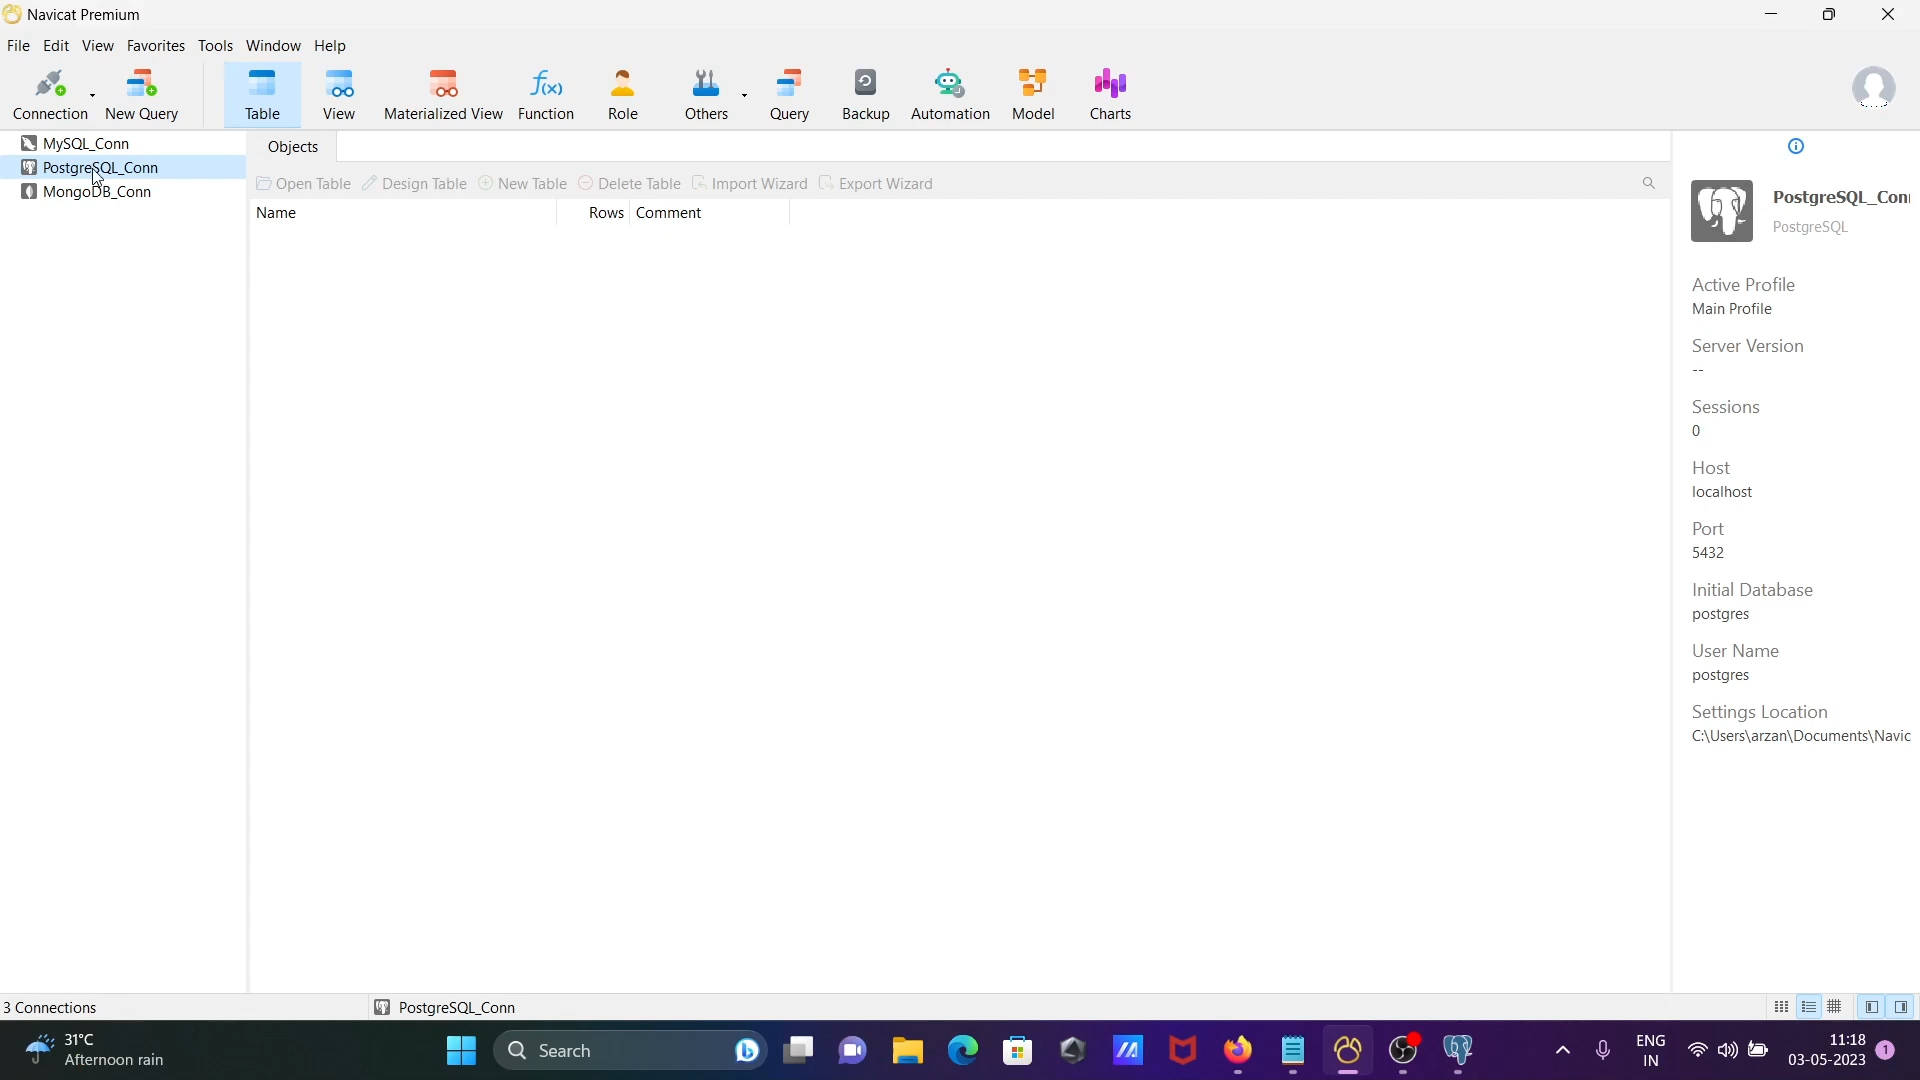 Navicat Premium
File Edit View Favorites Tools Window Help
Connection New Query Table View Materialized View Function Role Others Query Backup Automation Model Charts
MySQL_Conn
PostgreSQL_Conn
MongoDB_Conn
Objects
Open Table Design Table New Table Delete Table Import Wizard Export Wizard
Name Rows Comment
PostgreSQL_Con
PostgreSQL
Active Profile
Main Profile
Server Version
--
Sessions
0
Host
localhost
Port
5432
Initial Database
postgres
User Name
postgres
Settings Location
C:\Users\arzan\Documents\Navic
3 Connections PostgreSQL_Conn
31°C
Afternoon rain
Search
ENG
IN
11:18
03-05-2023
1